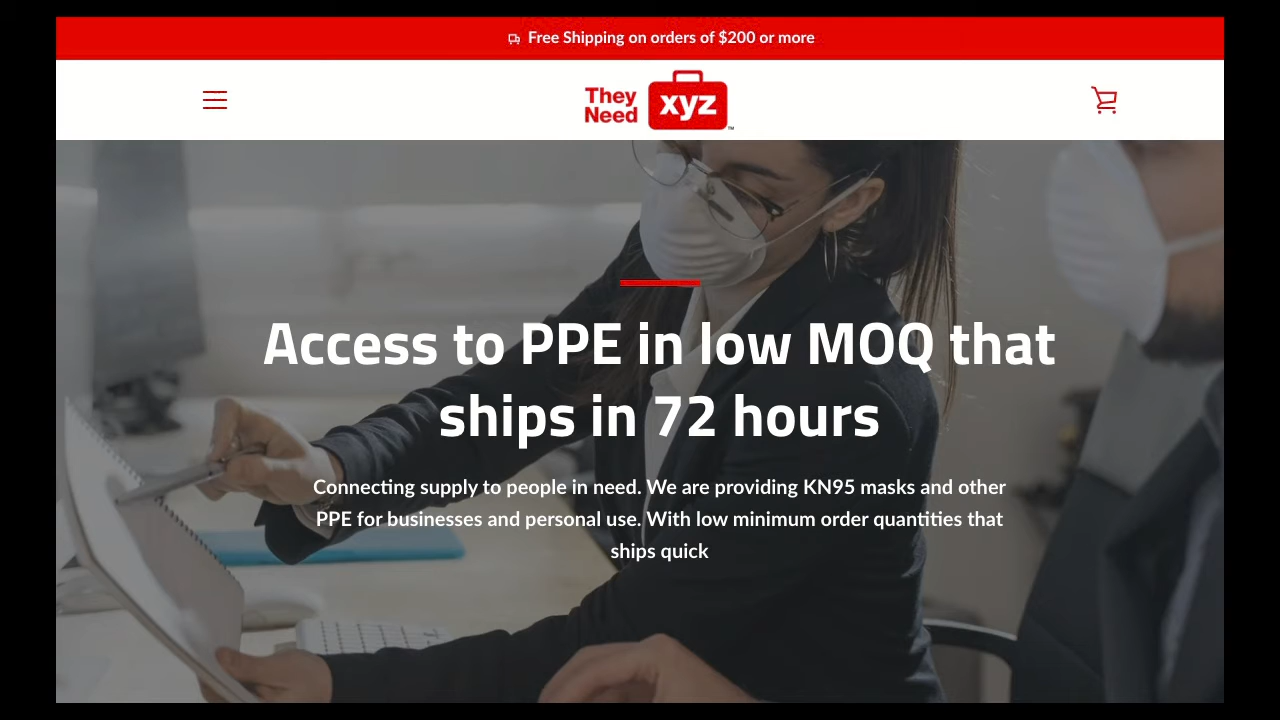 Free Shipping on orders of $200 or more
They
Need
xyz
™
Access to PPE in low MOQ that
ships in 72 hours
Connecting supply to people in need. We are providing KN95 masks and other
PPE for businesses and personal use. With low minimum order quantities that
ships quick